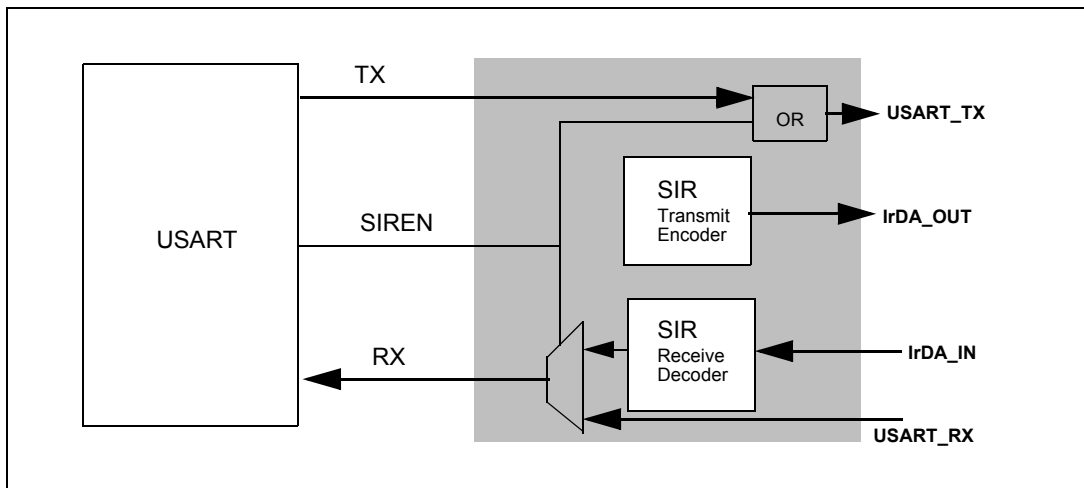 TX
OR
USART_TX
SIR
Transmit
Encoder
IrDA_OUT
USART
SIREN
SIR
Receive
Decoder
IrDA_IN
RX
USART_RX